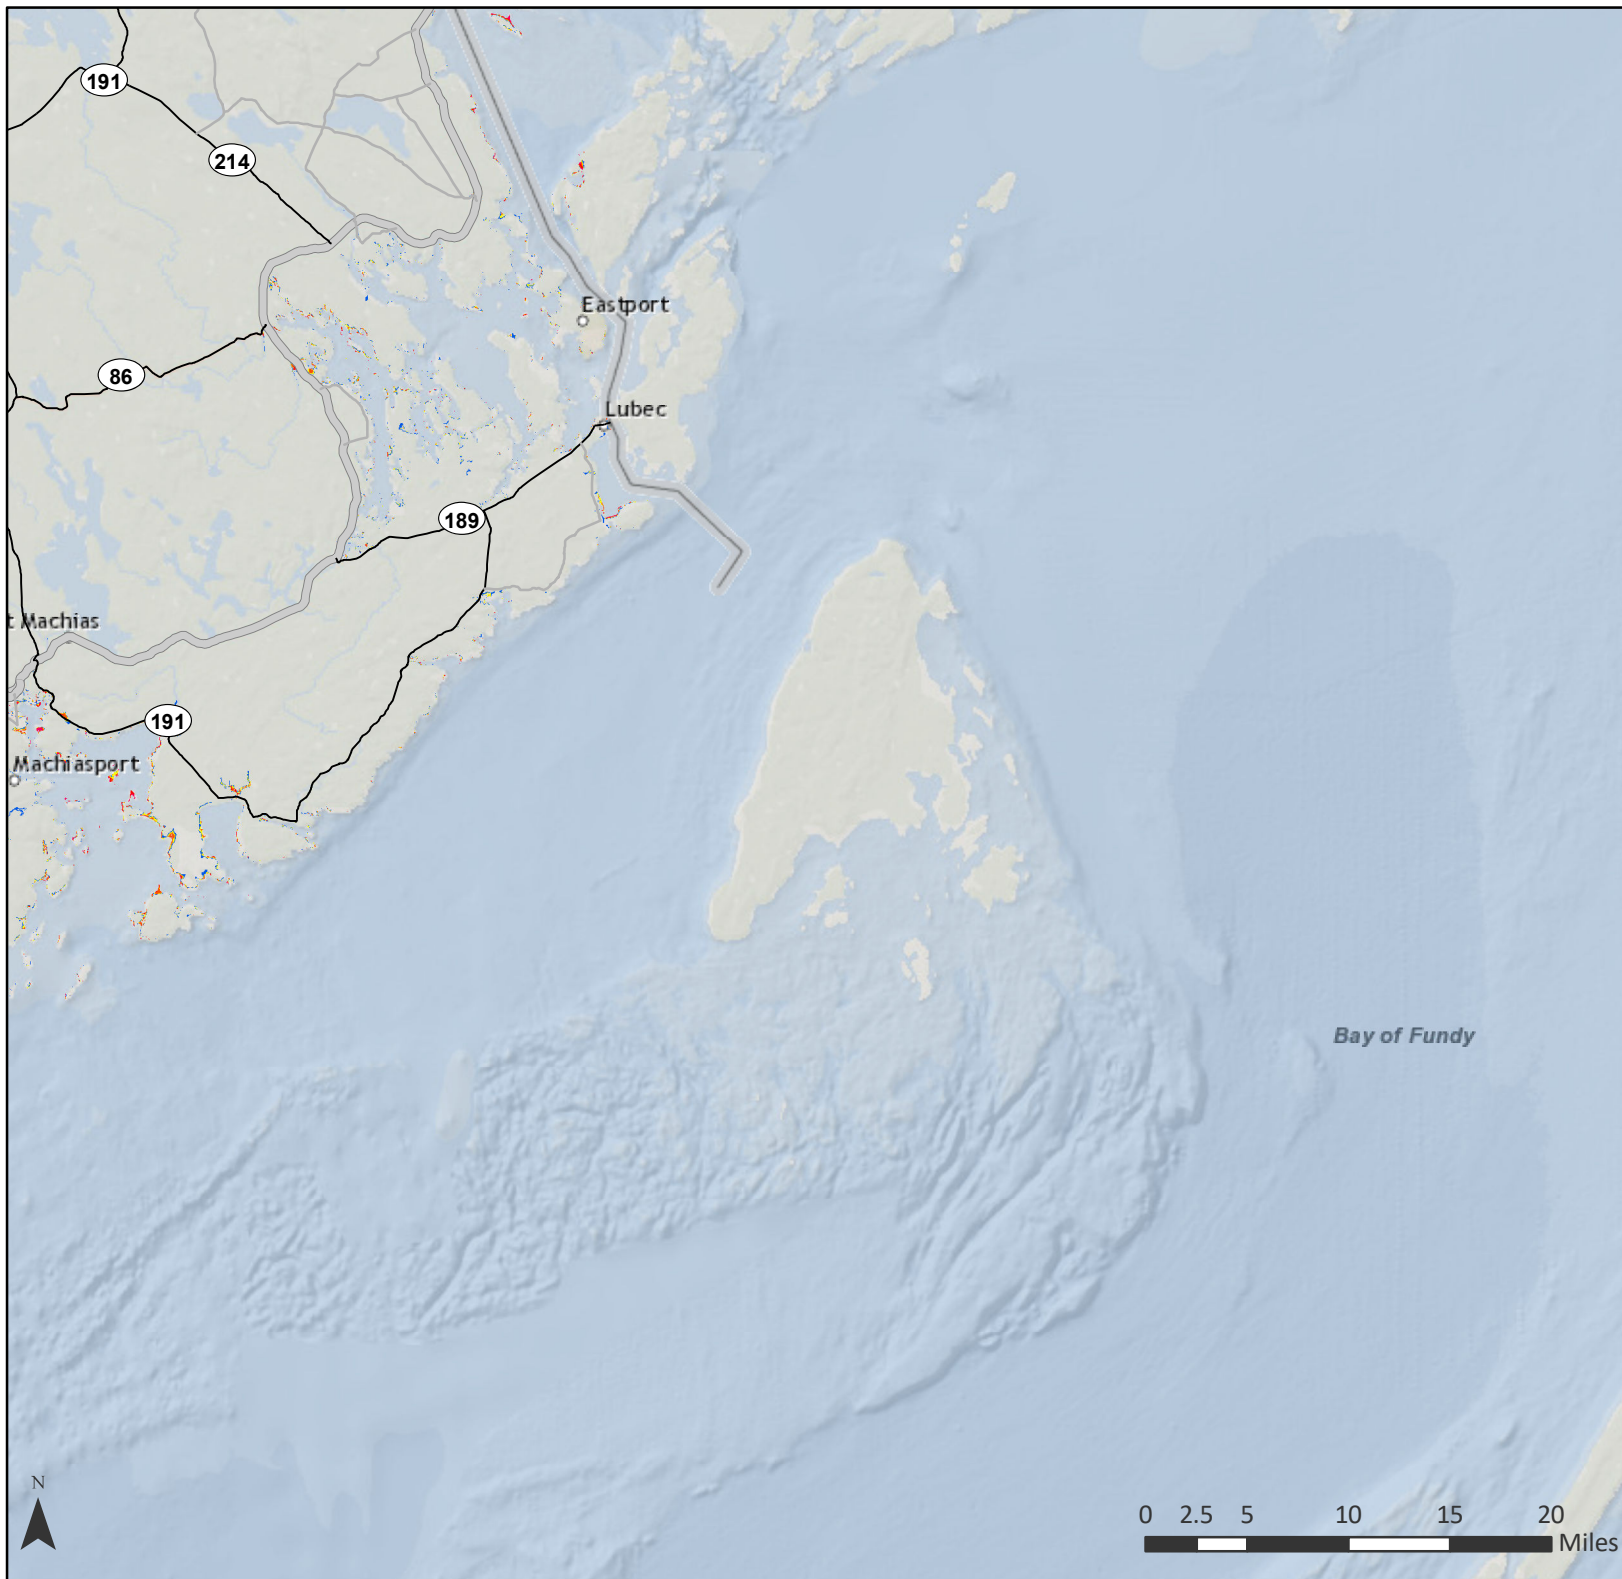 191
214
Eastport
86
Lubec
189
t Machias
191
Machiasport
Bay of Fundy
N
0 2.5 5 10 15 20
Miles